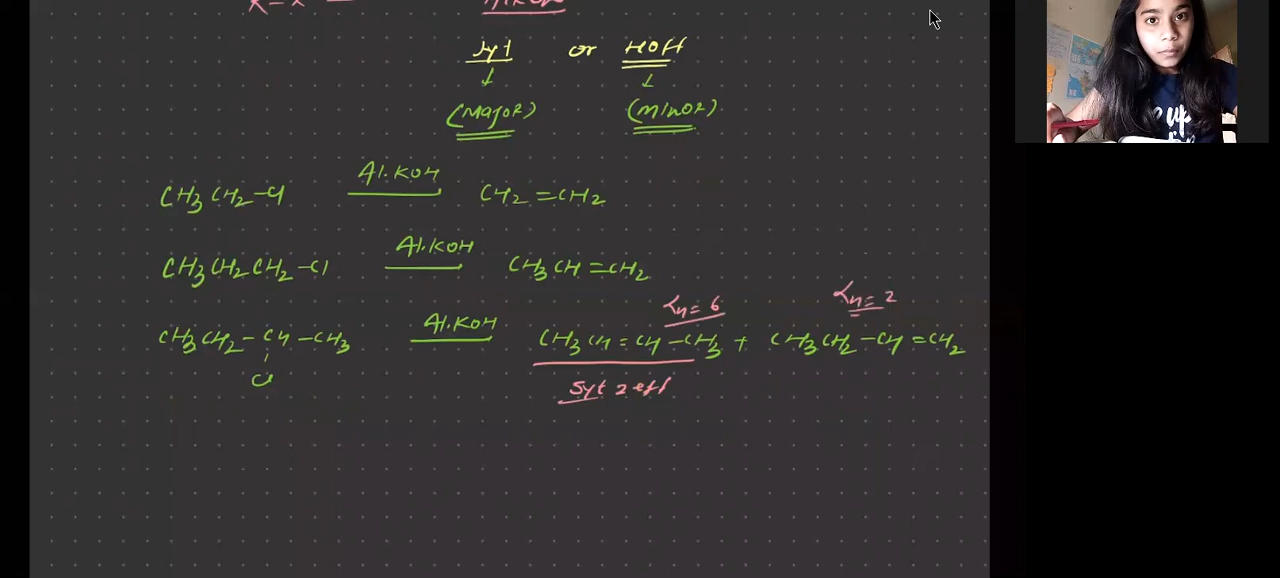 R-X
Syt or HOff
(Major) (Minor)
CH3CH2-Cl Al.KOH CH2=CH2
CH3CH2CH2-Cl Al.KOH CH3CH=CH2
CH3CH2-CH-CH3 Al.KOH CH3CH=CH-CH3 + CH3CH2-CH=CH2
Cl
αH=6 αH=2
Syt